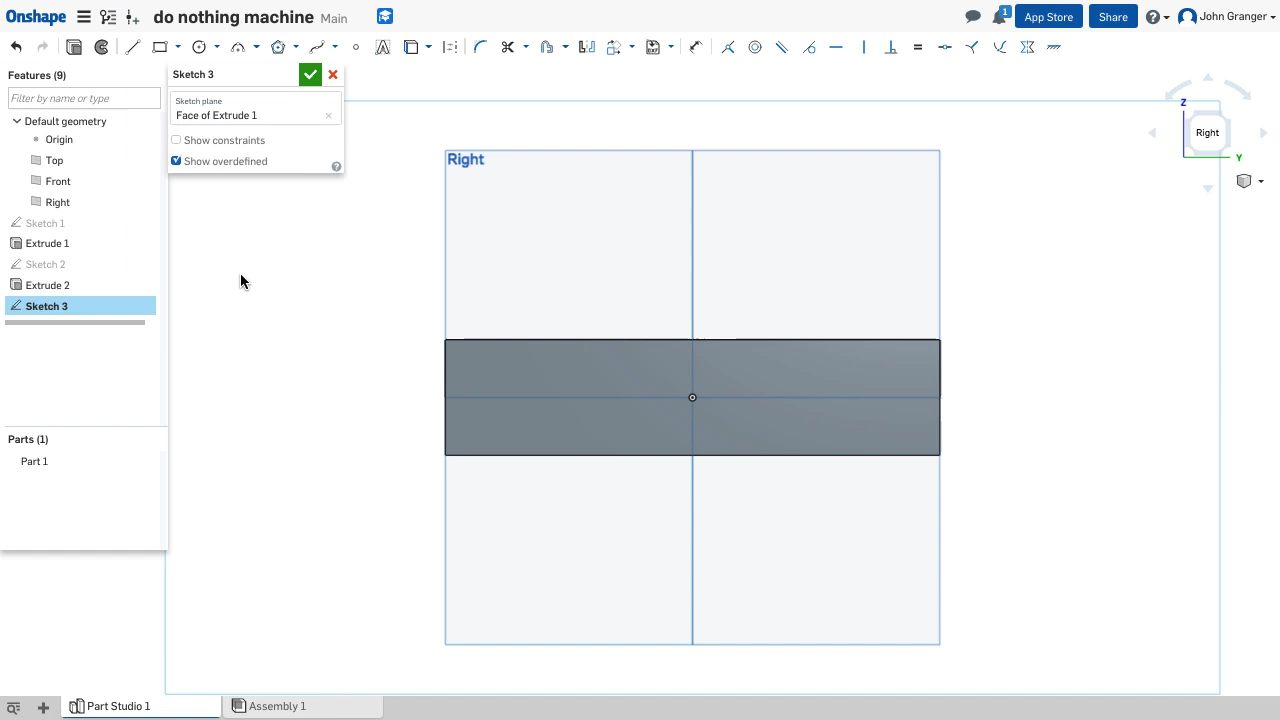 Onshape do nothing machine Main 1 App Store Share John Granger
Features (9)
Filter by name or type
Default geometry
Origin
Top
Front
Right
Sketch 1
Extrude 1
Sketch 2
Extrude 2
Sketch 3
Parts (1)
Part 1
Sketch 3
Sketch plane
Face of Extrude 1
Show constraints
Show overdefined
Right
Z
Right
Y
Part Studio 1
Assembly 1